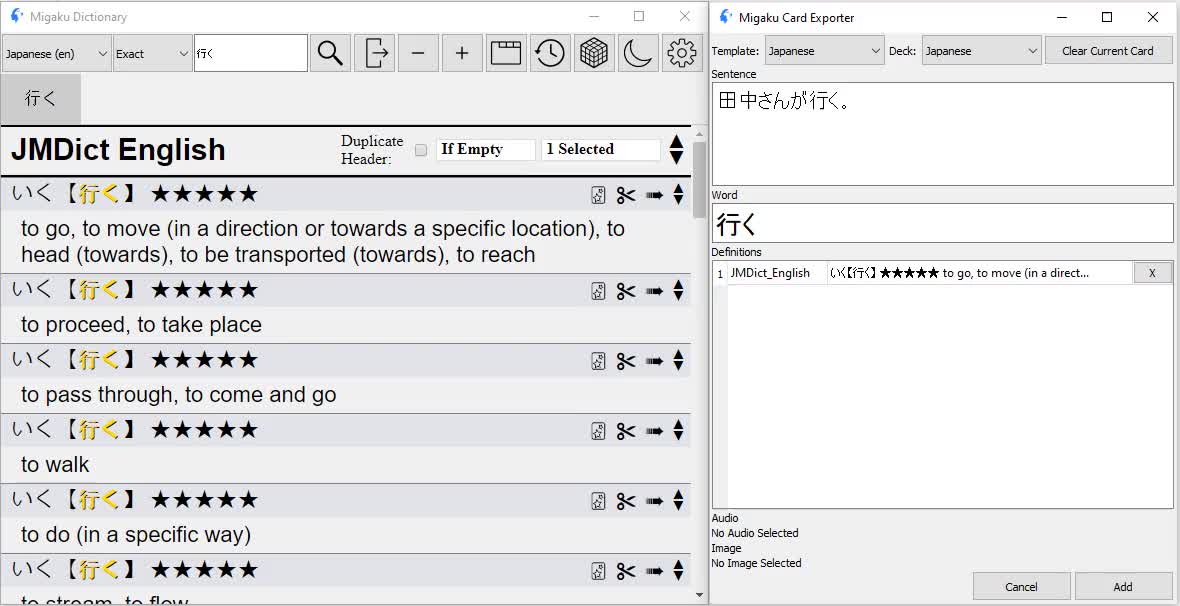 Migaku Dictionary
Japanese (en) Exact 行く
行く
JMDict English Duplicate Header: If Empty 1 Selected
いく【行く】★★★★★
to go, to move (in a direction or towards a specific location), to
head (towards), to be transported (towards), to reach
いく【行く】★★★★★
to proceed, to take place
いく【行く】★★★★★
to pass through, to come and go
いく【行く】★★★★★
to walk
いく【行く】★★★★★
to do (in a specific way)
いく【行く】★★★★★
to stream, to flow
Migaku Card Exporter
Template: Japanese Deck: Japanese Clear Current Card
Sentence
田中さんが行く。
Word
行く
Definitions
1 JMDict_English いく【行く】★★★★★ to go, to move (in a direct... X
Audio
No Audio Selected
Image
No Image Selected
Cancel Add